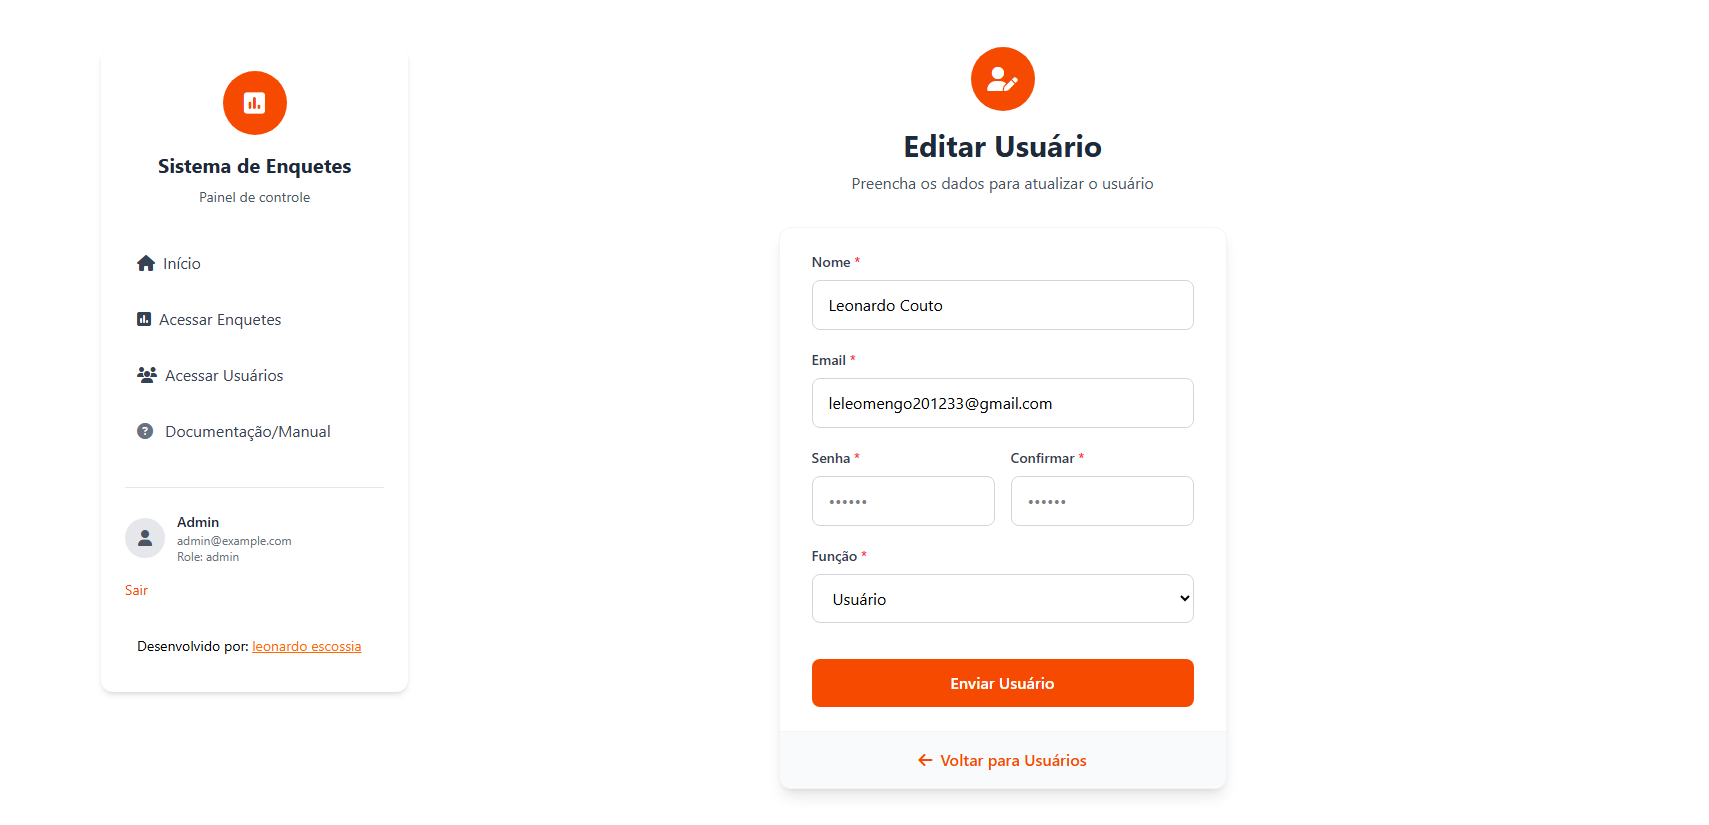 Sistema de Enquetes
Painel de controle
Início
Acessar Enquetes
Acessar Usuários
Documentação/Manual
Admin
admin@example.com
Role: admin
Sair
Desenvolvido por: leonardo escossia
Editar Usuário
Preencha os dados para atualizar o usuário
Nome *
Leonardo Couto
Email *
leleomengo201233@gmail.com
Senha * Confirmar *
•••••• ••••••
Função *
Usuário
Enviar Usuário
Voltar para Usuários